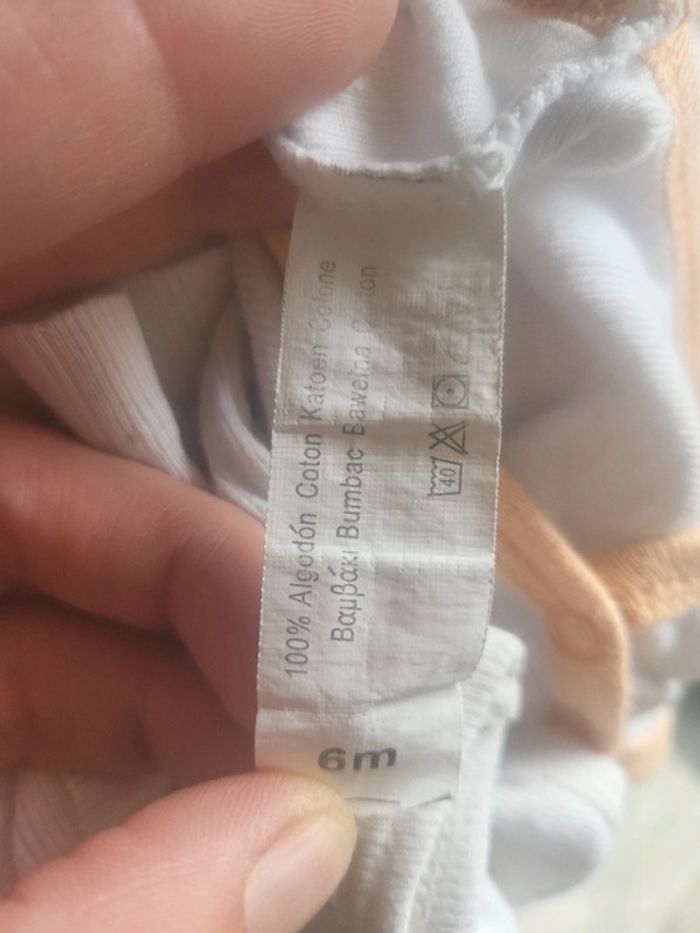 100% Algodón Coton Katoen Cotone
Βαμβάκι Bumbac Bawełna Cotton
40
6m